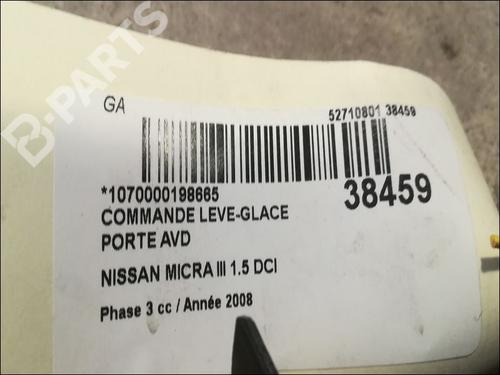 B-PARTS
GA
52710801 38459
*1070000198665
38459
COMMANDE LEVE-GLACE
PORTE AVD
NISSAN MICRA III 1.5 DCI
Phase 3 cc / Année 2008